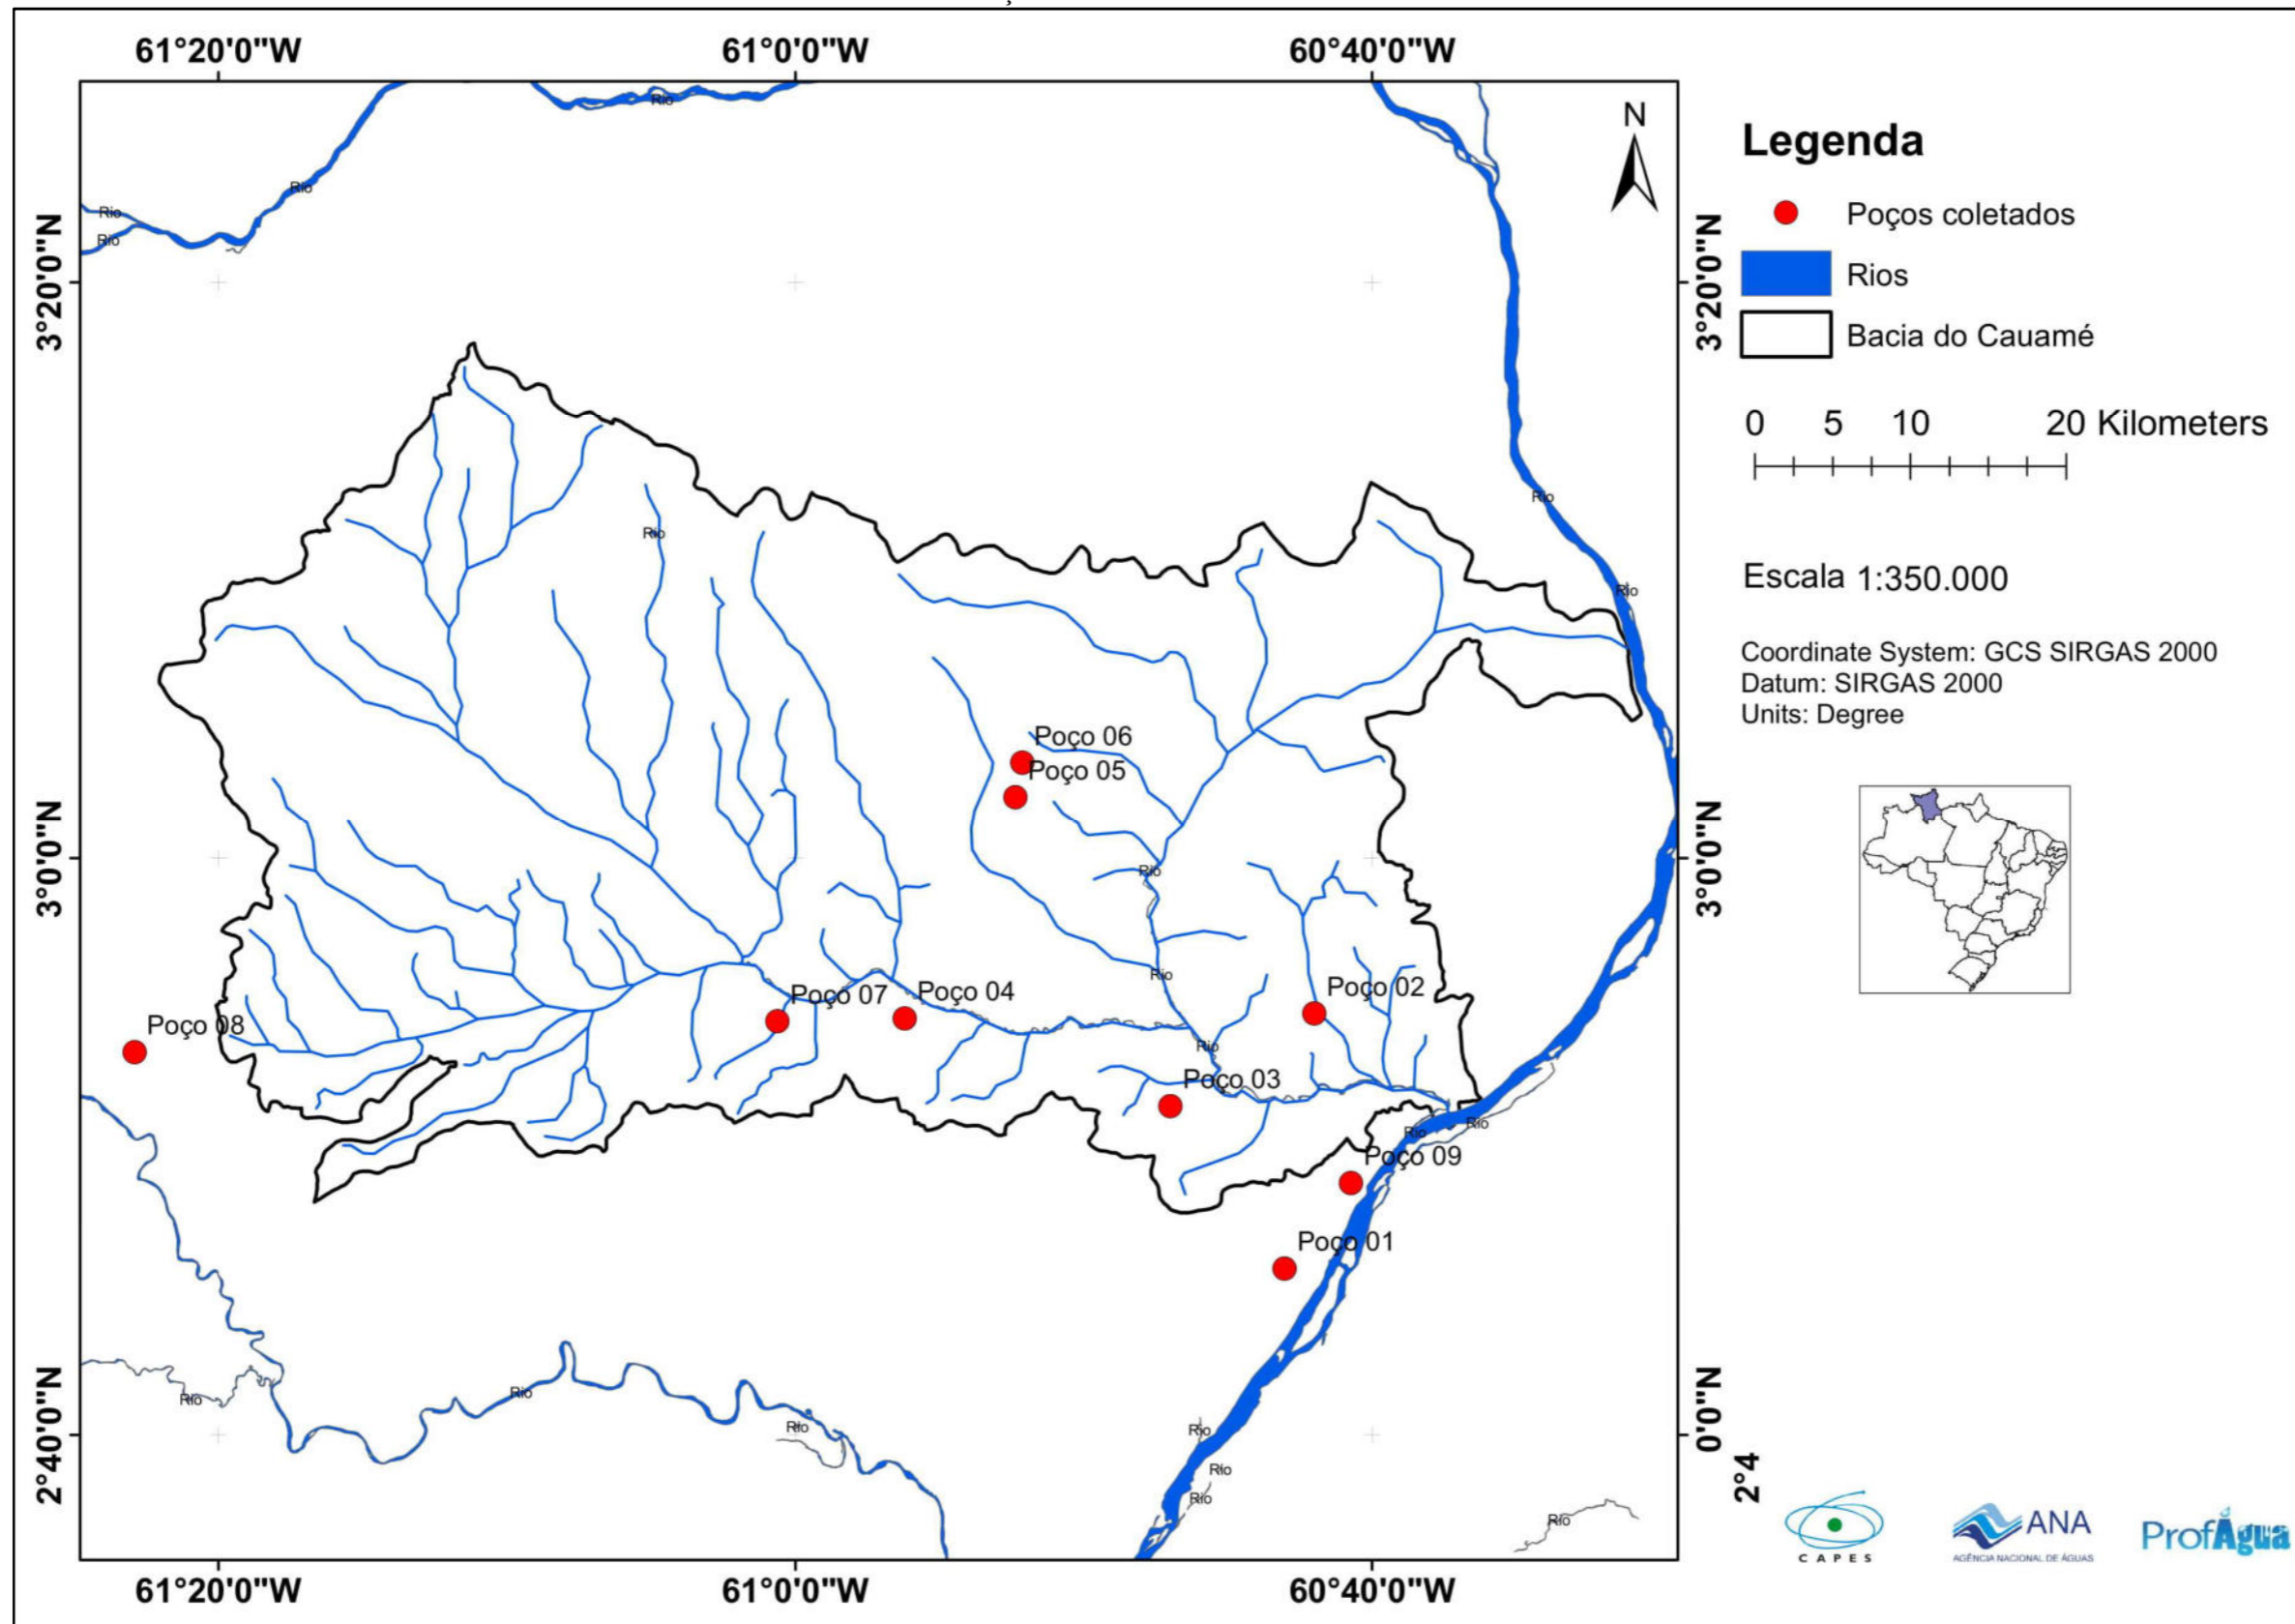 61°20'0"W 61°0'0"W 60°40'0"W
N
Rio
Rio
Rio
Rio
3°20'0"N
3°20'0"N
Rio
Rio
Rio
Poço 06
Poço 05
3°0'0"N
3°0'0"N
Rio
Rio
Poço 07
Poço 04
Poço 02
Poço 08
Rio
Poço 03
Rio
Rio
Poço 09
Poço 01
2°40'0"N
0'0"N
2°4
Rio
Rio
Rio
Rio
Rio
Rio
Rio
61°20'0"W 61°0'0"W 60°40'0"W
Legenda
Poços coletados
Rios
Bacia do Cauamé
0 5 10 20 Kilometers
Escala 1:350.000
Coordinate System: GCS SIRGAS 2000
Datum: SIRGAS 2000
Units: Degree
CAPES
ANA
AGÊNCIA NACIONAL DE ÁGUAS
ProfÁgua